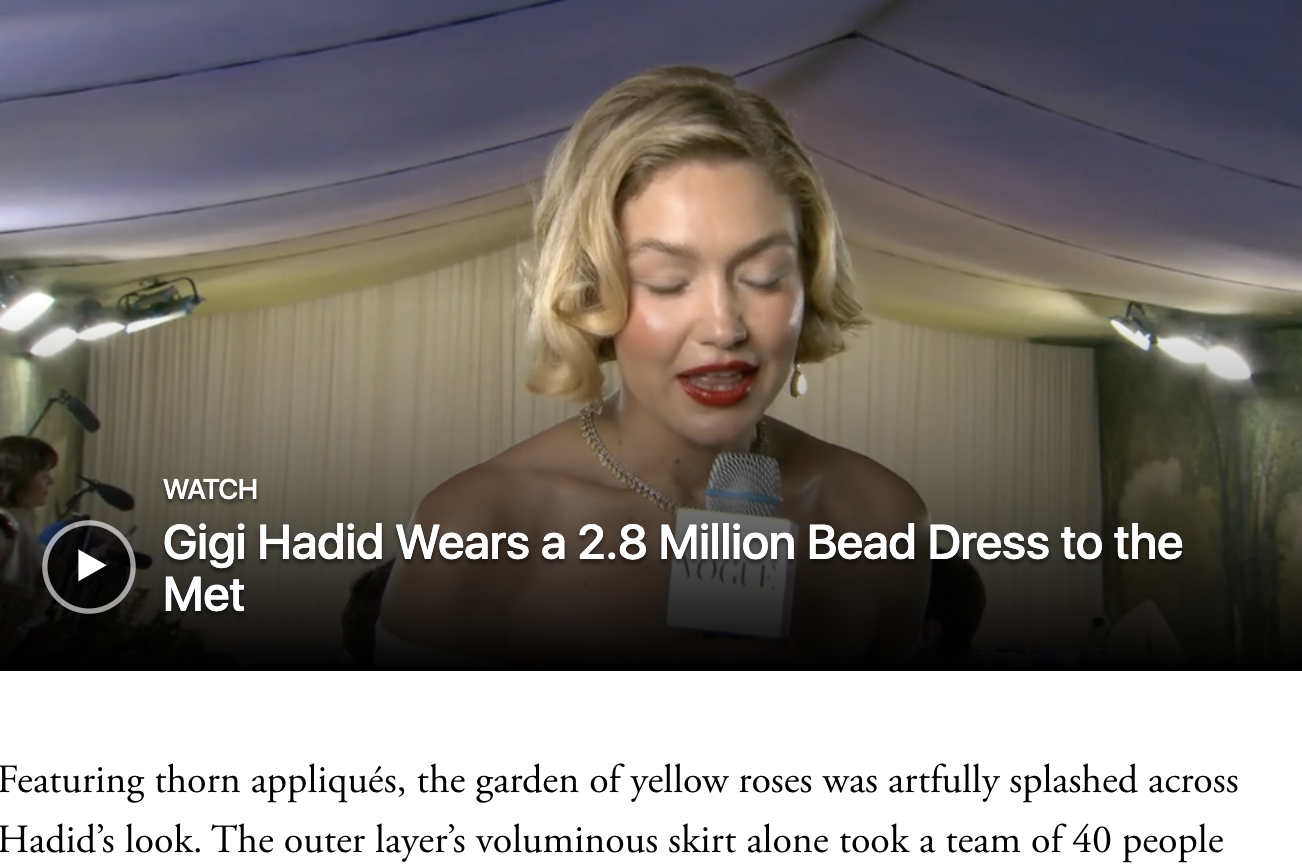 WATCH
Gigi Hadid Wears a 2.8 Million Bead Dress to the
Met
VOGUE
Featuring thorn appliqués, the garden of yellow roses was artfully splashed across
Hadid’s look. The outer layer’s voluminous skirt alone took a team of 40 people